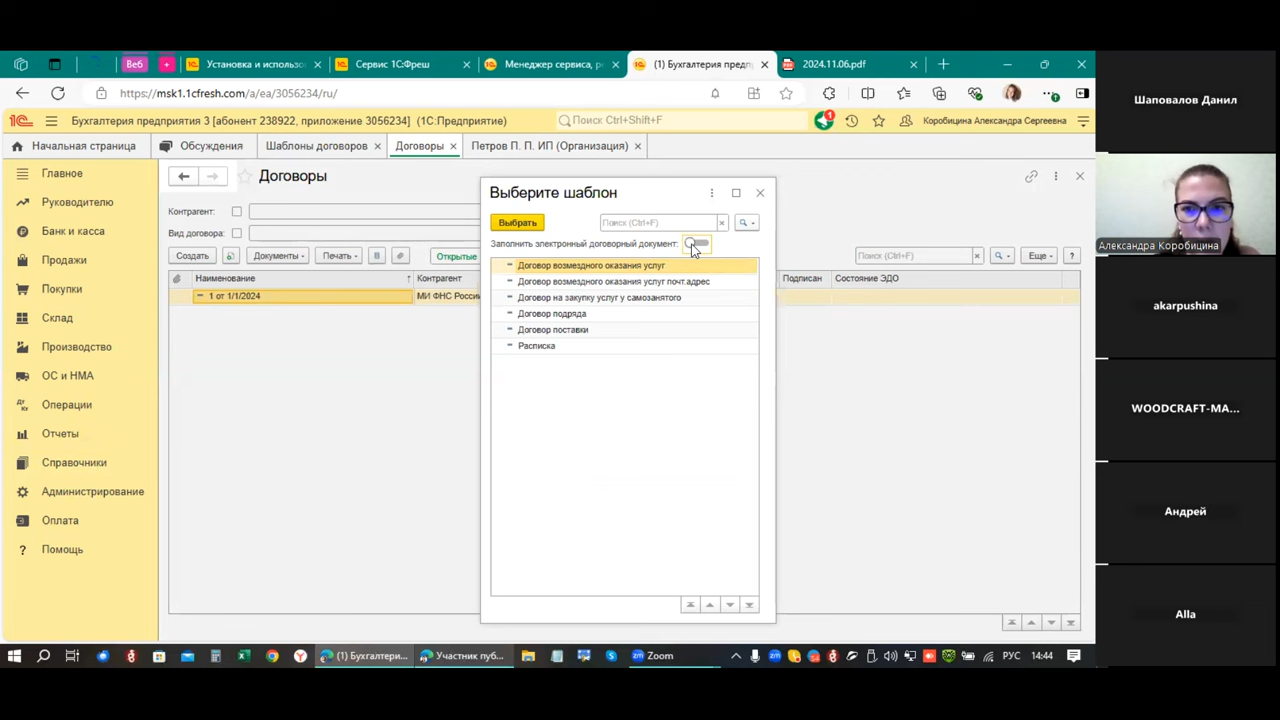 Веб
Установка и использо
Сервис 1С:Фреш
Менеджер сервиса, ре
(1) Бухгалтерия предп
2024.11.06.pdf
https://msk1.1cfresh.com/a/ea/3056234/ru/
Бухгалтерия предприятия 3 [абонент 238922, приложение 3056234] (1С:Предприятие)
Поиск Ctrl+Shift+F
1
Коробицина Александра Сергеевна
Начальная страница
Обсуждения
Шаблоны договоров
Договоры
Петров П. П. ИП (Организация)
Главное
Руководителю
Банк и касса
Продажи
Покупки
Склад
Производство
ОС и НМА
Операции
Отчеты
Справочники
Администрирование
Оплата
Помощь
Договоры
Контрагент:
Вид договора:
Создать
Документы
Печать
Открытые
Поиск (Ctrl+F)
Еще
?
Наименование
Контрагент
Подписан
Состояние ЭДО
1 от 1/1/2024
МИ ФНС Росси
Выберите шаблон
Выбрать
Поиск (Ctrl+F)
Заполнить электронный договорный документ:
Договор возмездного оказания услуг
Договор возмездного оказания услуг почт.адрес
Договор на закупку услуг у самозанятого
Договор подряда
Договор поставки
Расписка
Шаповалов Данил
Александра Коробицина
akarpushina
WOODCRAFT-MA...
Андрей
Alla
(1) Бухгалтери...
Участник пуб...
Zoom
РУС
14:44